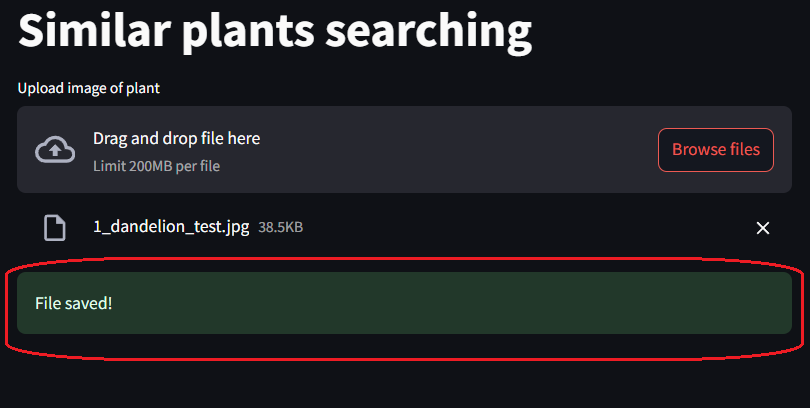 Similar plants searching
Upload image of plant
Drag and drop file here
Limit 200MB per file
Browse files
1_dandelion_test.jpg 38.5KB
File saved!